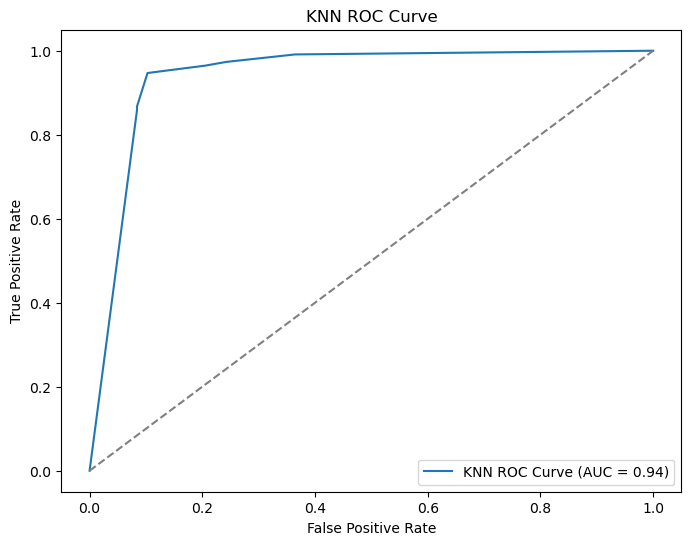 KNN ROC Curve
1.0
0.8
0.6
0.4
0.2
0.0
True Positive Rate
KNN ROC Curve (AUC = 0.94)
0.0 0.2 0.4 0.6 0.8 1.0
False Positive Rate